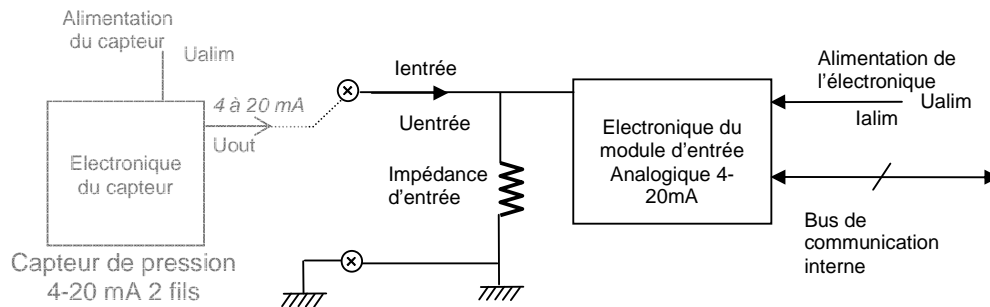 Alimentation
du capteur
Ualim
4 à 20 mA
Uout
Electronique
du capteur
Capteur de pression
4-20 mA 2 fils
Ientrée
Uentrée
Impédance
d'entrée
Electronique du
module d'entrée
Analogique 4-
20mA
Alimentation de
l'électronique
Ualim
Ialim
Bus de
communication
interne